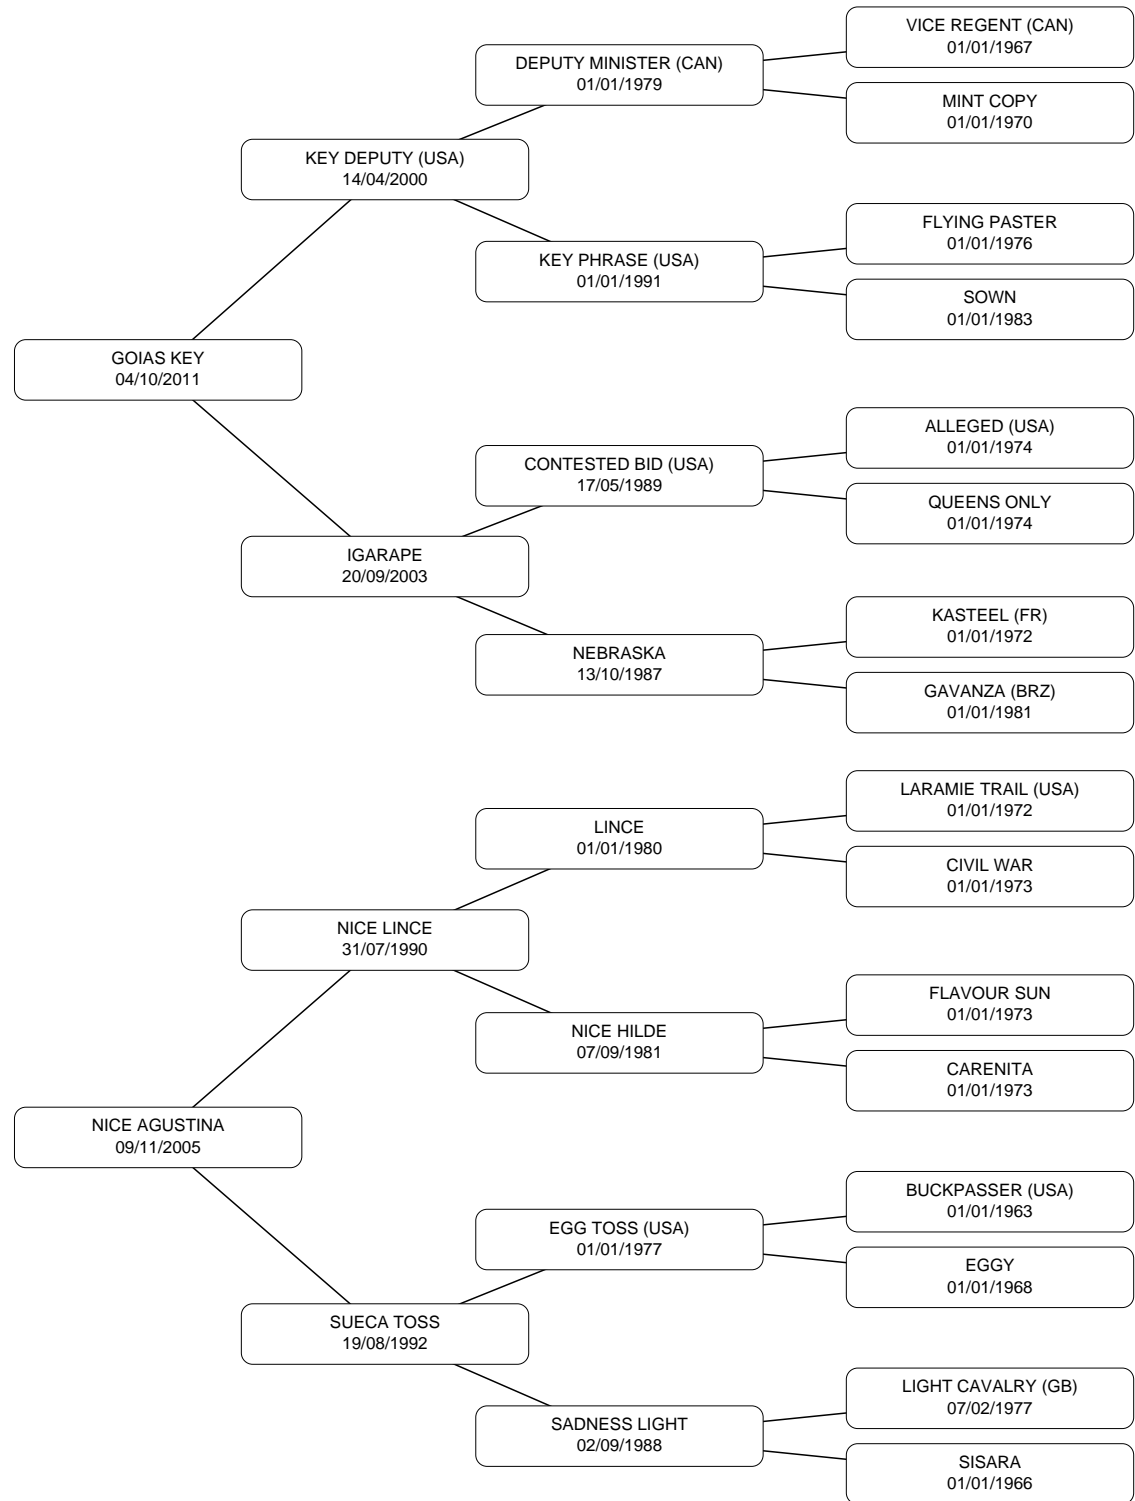 VICE REGENT (CAN)
01/01/1967
DEPUTY MINISTER (CAN)
01/01/1979
MINT COPY
01/01/1970
KEY DEPUTY (USA)
14/04/2000
FLYING PASTER
01/01/1976
KEY PHRASE (USA)
01/01/1991
SOWN
01/01/1983
GOIAS KEY
04/10/2011
ALLEGED (USA)
01/01/1974
CONTESTED BID (USA)
17/05/1989
QUEENS ONLY
01/01/1974
IGARAPE
20/09/2003
KASTEEL (FR)
01/01/1972
NEBRASKA
13/10/1987
GAVANZA (BRZ)
01/01/1981
LARAMIE TRAIL (USA)
01/01/1972
LINCE
01/01/1980
CIVIL WAR
01/01/1973
NICE LINCE
31/07/1990
FLAVOUR SUN
01/01/1973
NICE HILDE
07/09/1981
CARENITA
01/01/1973
NICE AGUSTINA
09/11/2005
BUCKPASSER (USA)
01/01/1963
EGG TOSS (USA)
01/01/1977
EGGY
01/01/1968
SUECA TOSS
19/08/1992
LIGHT CAVALRY (GB)
07/02/1977
SADNESS LIGHT
02/09/1988
SISARA
01/01/1966